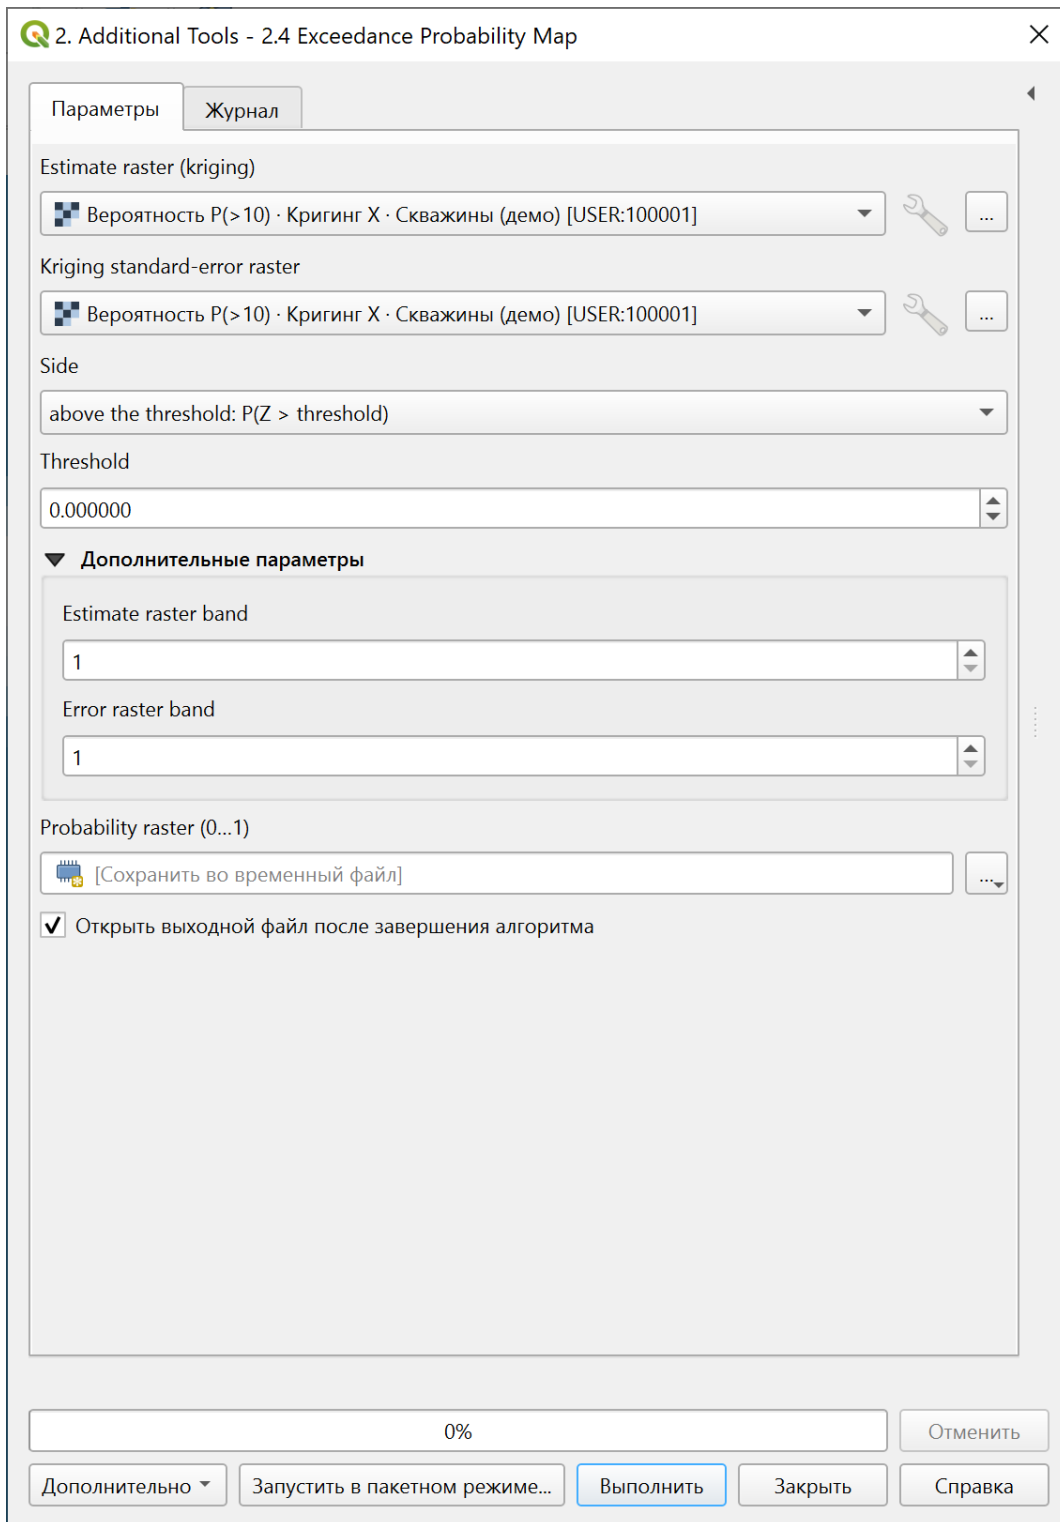 2. Additional Tools - 2.4 Exceedance Probability Map
Параметры
Журнал
Estimate raster (kriging)
Вероятность P(>10) · Кригинг X · Скважины (демо) [USER:100001]
...
Kriging standard-error raster
Вероятность P(>10) · Кригинг X · Скважины (демо) [USER:100001]
...
Side
above the threshold: P(Z > threshold)
Threshold
0.000000
Дополнительные параметры
Estimate raster band
1
Error raster band
1
Probability raster (0...1)
[Сохранить во временный файл]
...
Открыть выходной файл после завершения алгоритма
0%
Отменить
Дополнительно
Запустить в пакетном режиме...
Выполнить
Закрыть
Справка